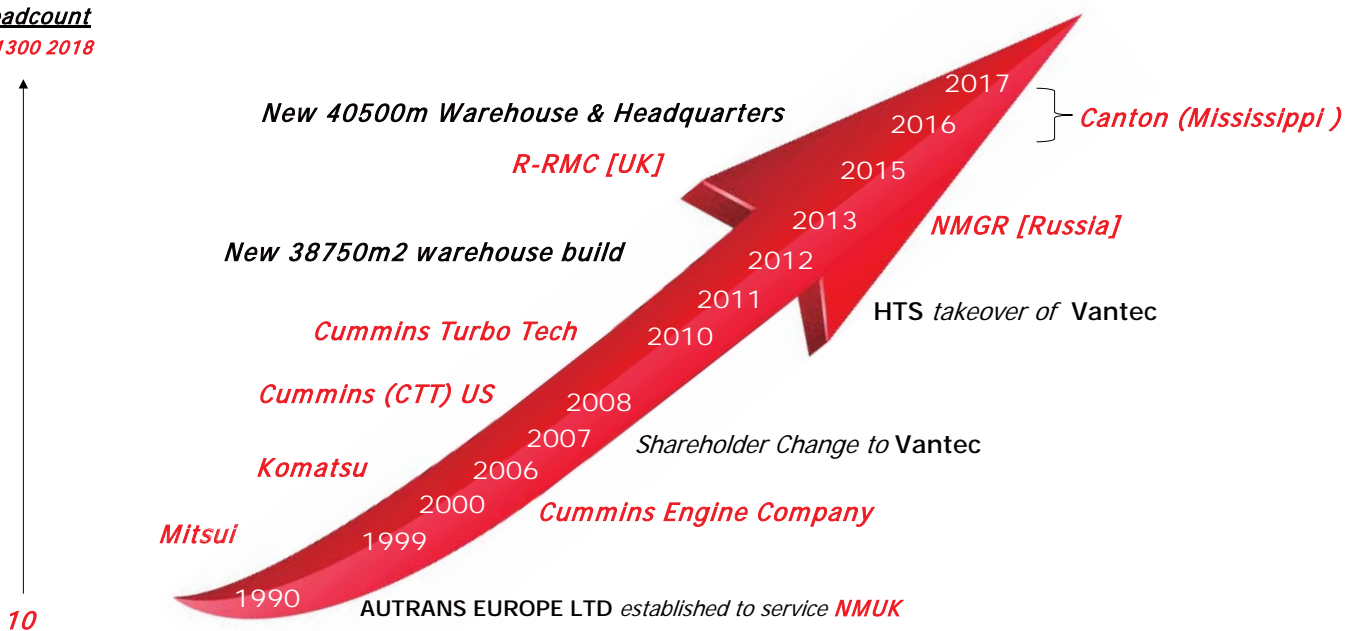 adcount
1300 2018
2017
New 40500m Warehouse & Headquarters
2016
Canton (Mississippi )
R-RMC [UK]
2015
2013
NMGR [Russia]
New 38750m2 warehouse build
2012
2011
HTS takeover of Vantec
Cummins Turbo Tech
2010
Cummins (CTT) US
2008
2007
Shareholder Change to Vantec
Komatsu
2006
2000
Cummins Engine Company
Mitsui
1999
1990
AUTRANS EUROPE LTD established to service NMUK
10